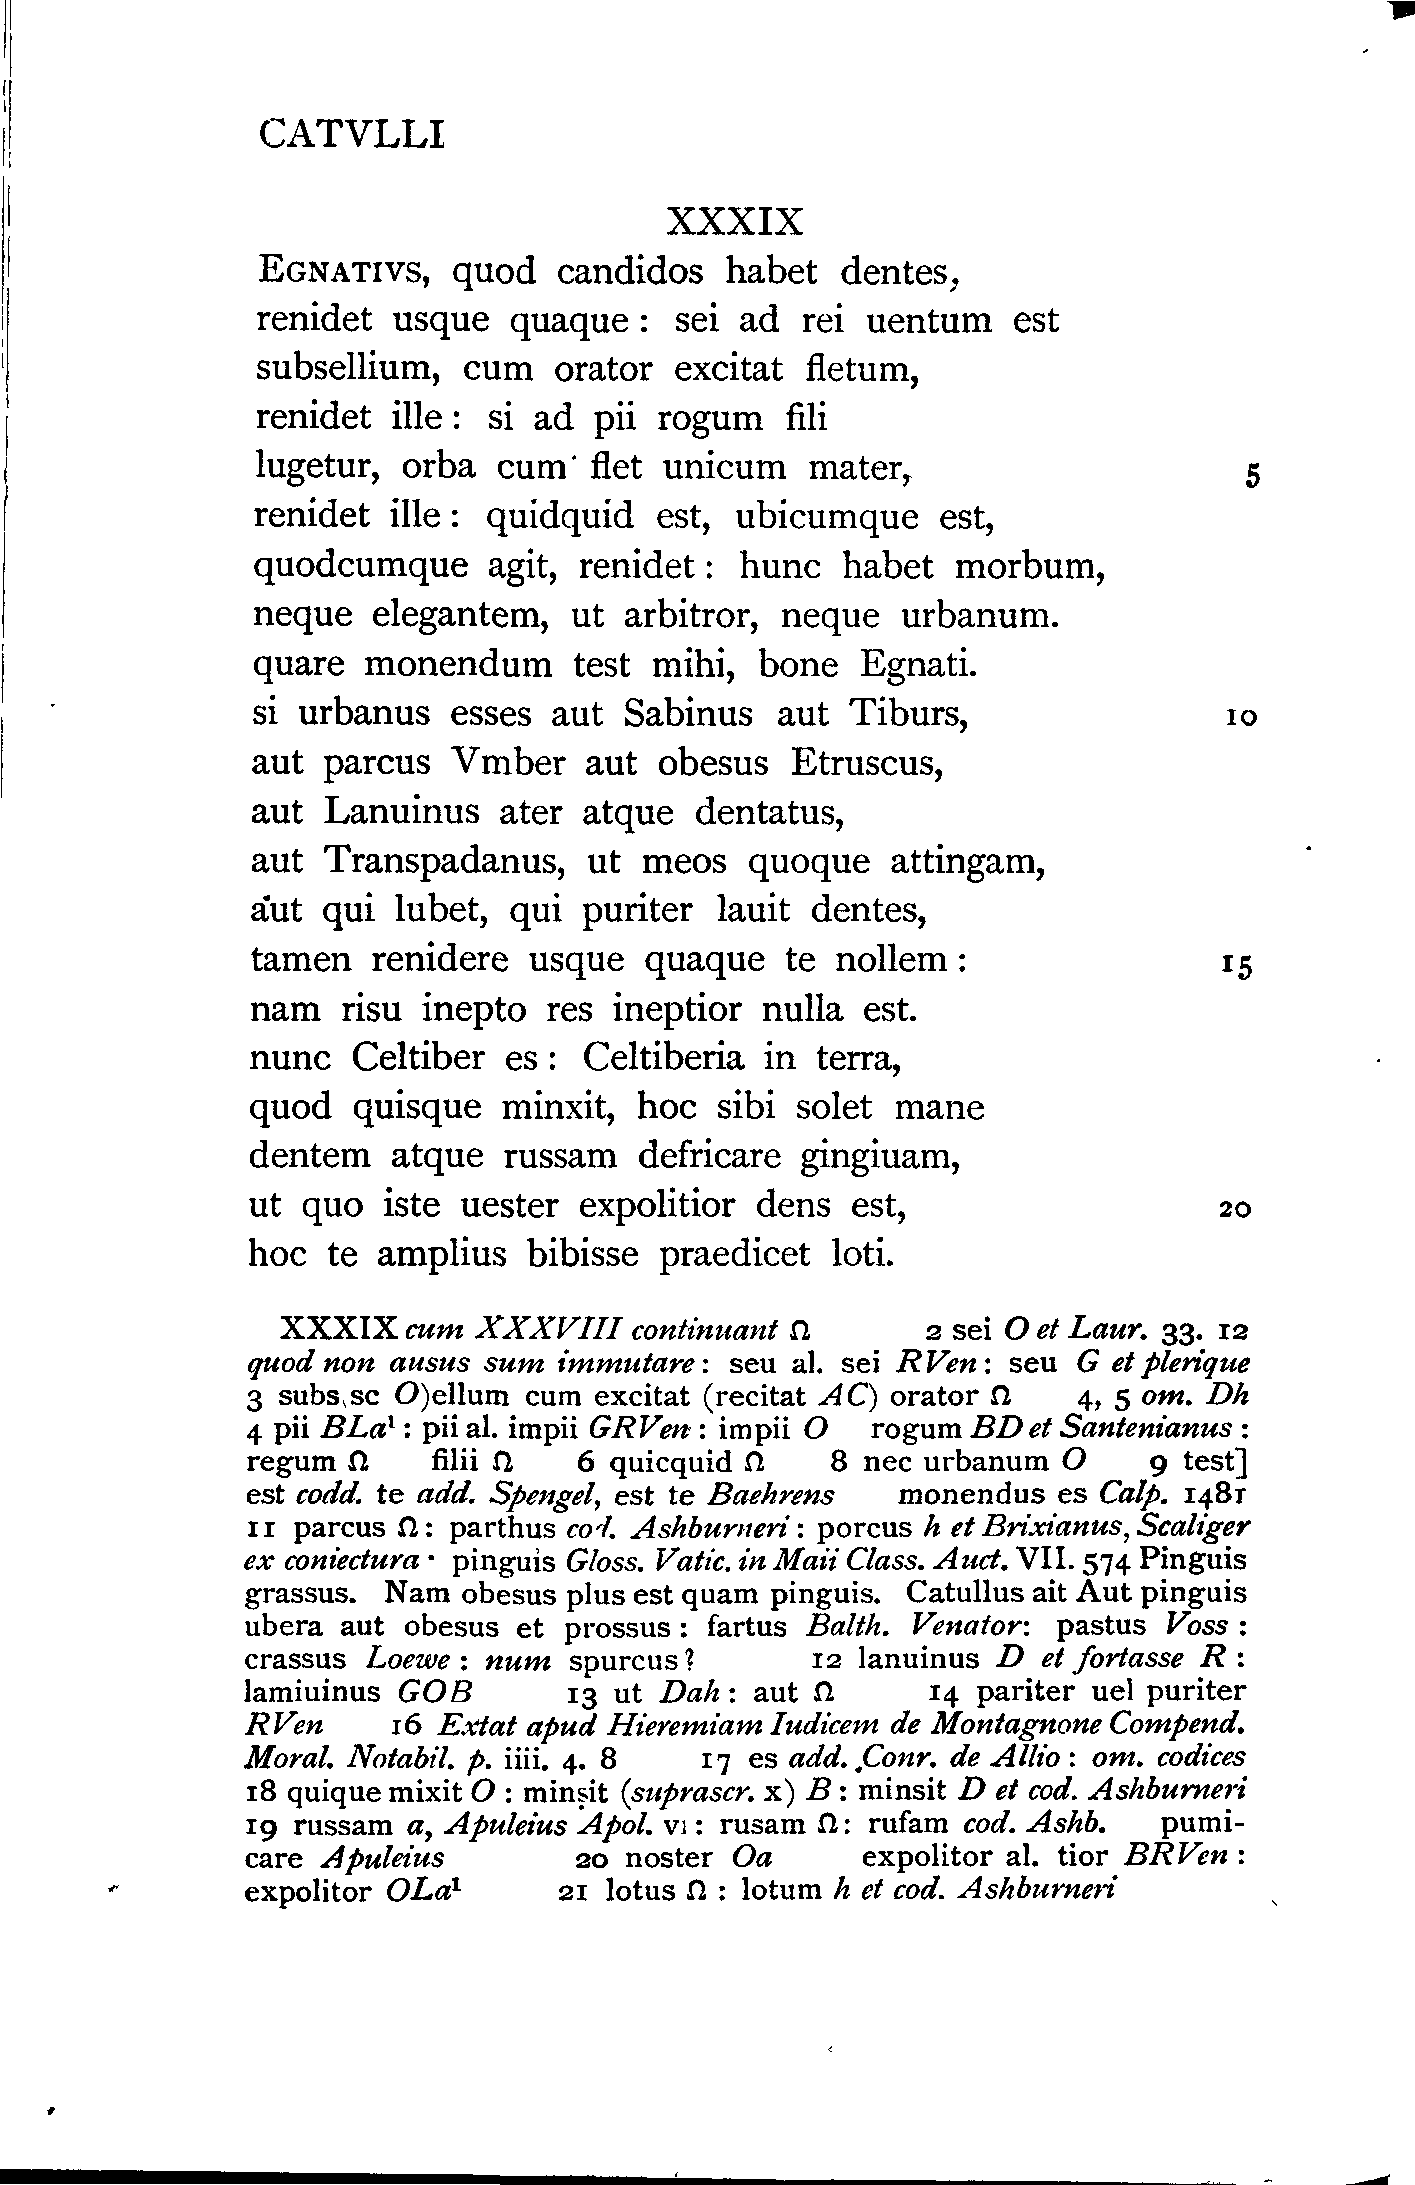 CATVLLI
XXXIX
EGNATIVS, quod candidos habet dentes,
renidet usque quaque : sei ad rei uentum est
subsellium, cum orator excitat fletum,
renidet ille : si ad pii rogum fili
lugetur, orba cum flet unicum mater,
5
renidet ille : quidquid est, ubicumque est,
quodcumque agit, renidet : hunc habet morbum,
neque elegantem, ut arbitror, neque urbanum.
quare monendum test mihi, bone Egnati.
si urbanus esses aut Sabinus aut Tiburs,
10
aut parcus Vmber aut obesus Etruscus,
aut Lanuinus ater atque dentatus,
aut Transpadanus, ut meos quoque attingam,
aut qui lubet, qui puriter lauit dentes,
tamen renidere usque quaque te nollem :
15
nam risu inepto res ineptior nulla est.
nunc Celtiber es : Celtiberia in terra,
quod quisque minxit, hoc sibi solet mane
dentem atque russam defricare gingiuam,
ut quo iste uester expolitior dens est,
20
hoc te amplius bibisse praedicet loti.
XXXIX cum XXXVIII continuant Ω 2 sei O et Laur. 33. 12
quod non ausus sum immutare : seu al. sei RVen : seu G et plerique
3 subs(sc O)ellum cum excitat (recitat AC) orator Ω 4, 5 om. Dh
4 pii BLa¹ : pii al. impii GRVen : impii O rogum BD et Santenianus :
regum Ω filii Ω 6 quicquid Ω 8 nec urbanum O 9 test]
est codd. te add. Spengel, est te Baehrens monendus es Calp. 1481
11 parcus Ω : parthus cod. Ashburneri : porcus h et Brixianus, Scaliger
ex coniectura · pinguis Gloss. Vatic. in Maii Class. Auct. VII. 574 Pinguis
grassus. Nam obesus plus est quam pinguis. Catullus ait Aut pinguis
ubera aut obesus et prossus : fartus Balth. Venator : pastus Voss :
crassus Loewe : num spurcus? 12 lanuinus D et fortasse R :
lamiuinus GOB 13 ut Dah : aut Ω 14 pariter uel puriter
RVen 16 Extat apud Hieremiam Iudicem de Montagnone Compend.
Moral. Notabil. p. iiii. 4. 8 17 es add. Conr. de Allio : om. codices
18 quique mixit O : minṣit (suprascr. x) B : minsit D et cod. Ashburneri
19 russam a, Apuleius Apol. vi : rusam Ω : rufam cod. Ashb. pumi-
care Apuleius 20 noster Oa expolitor al. tior BRVen :
expolitor OLa¹ 21 lotus Ω : lotum h et cod. Ashburneri